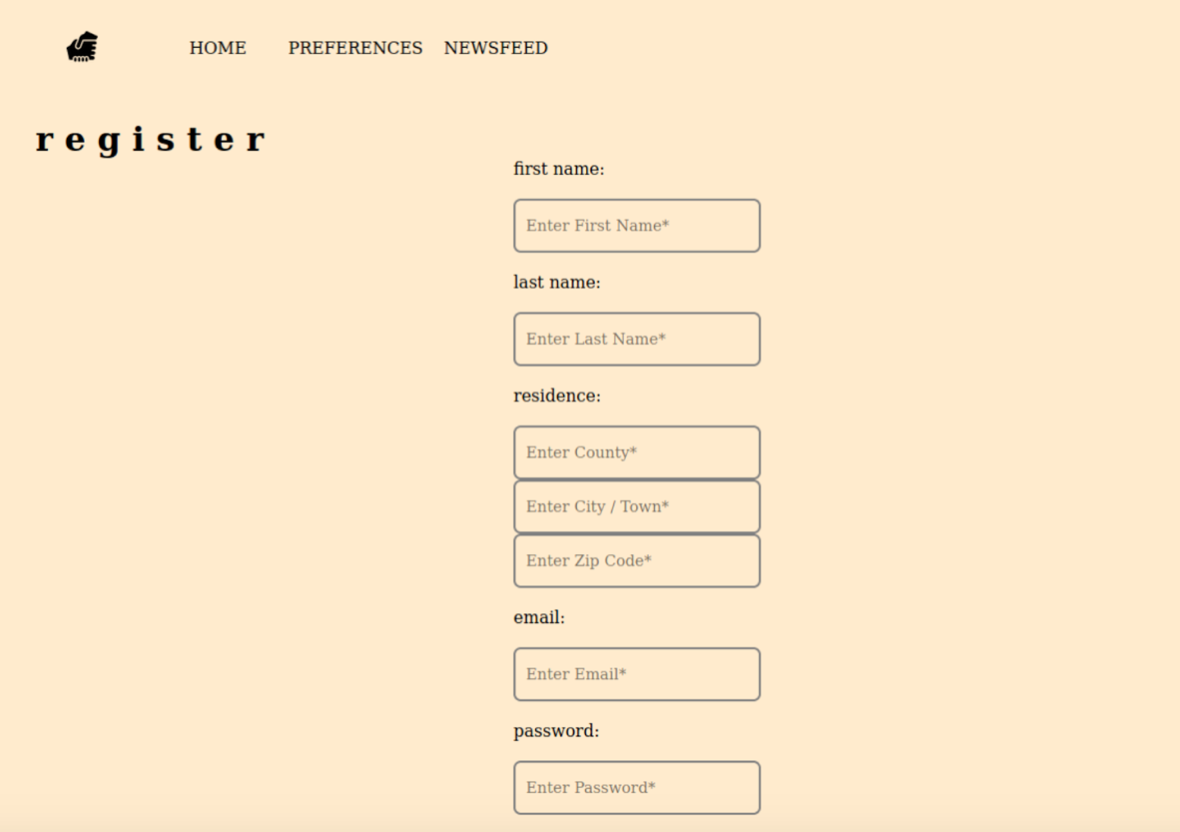 HOME PREFERENCES NEWSFEED
register
first name:
Enter First Name*
last name:
Enter Last Name*
residence:
Enter County*
Enter City / Town*
Enter Zip Code*
email:
Enter Email*
password:
Enter Password*